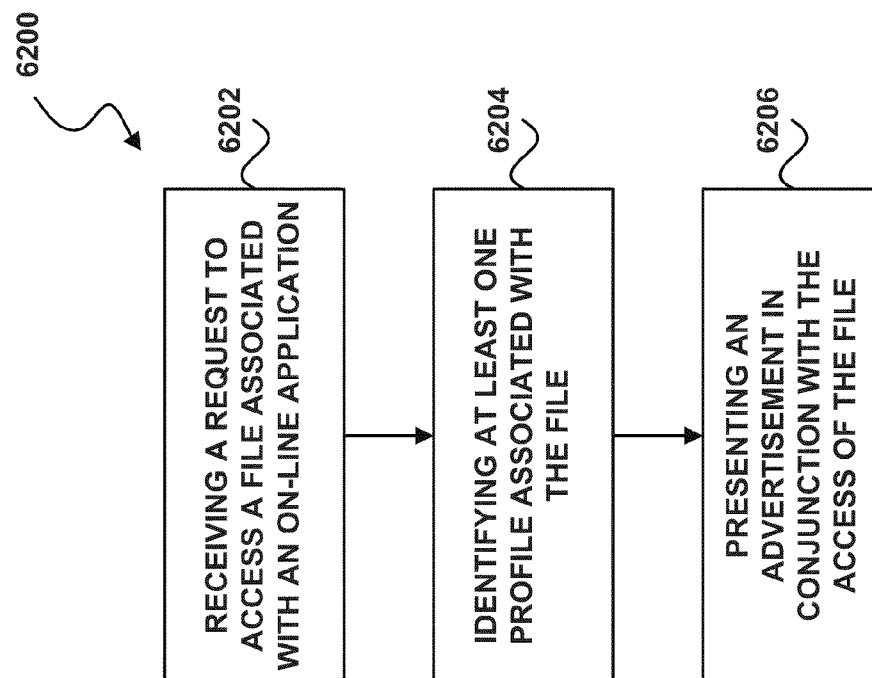 6200
6202
RECEIVING A REQUEST TO
ACCESS A FILE ASSOCIATED
WITH AN ON-LINE APPLICATION
6204
IDENTIFYING AT LEAST ONE
PROFILE ASSOCIATED WITH
THE FILE
6206
PRESENTING AN
ADVERTISEMENT IN
CONJUNCTION WITH THE
ACCESS OF THE FILE